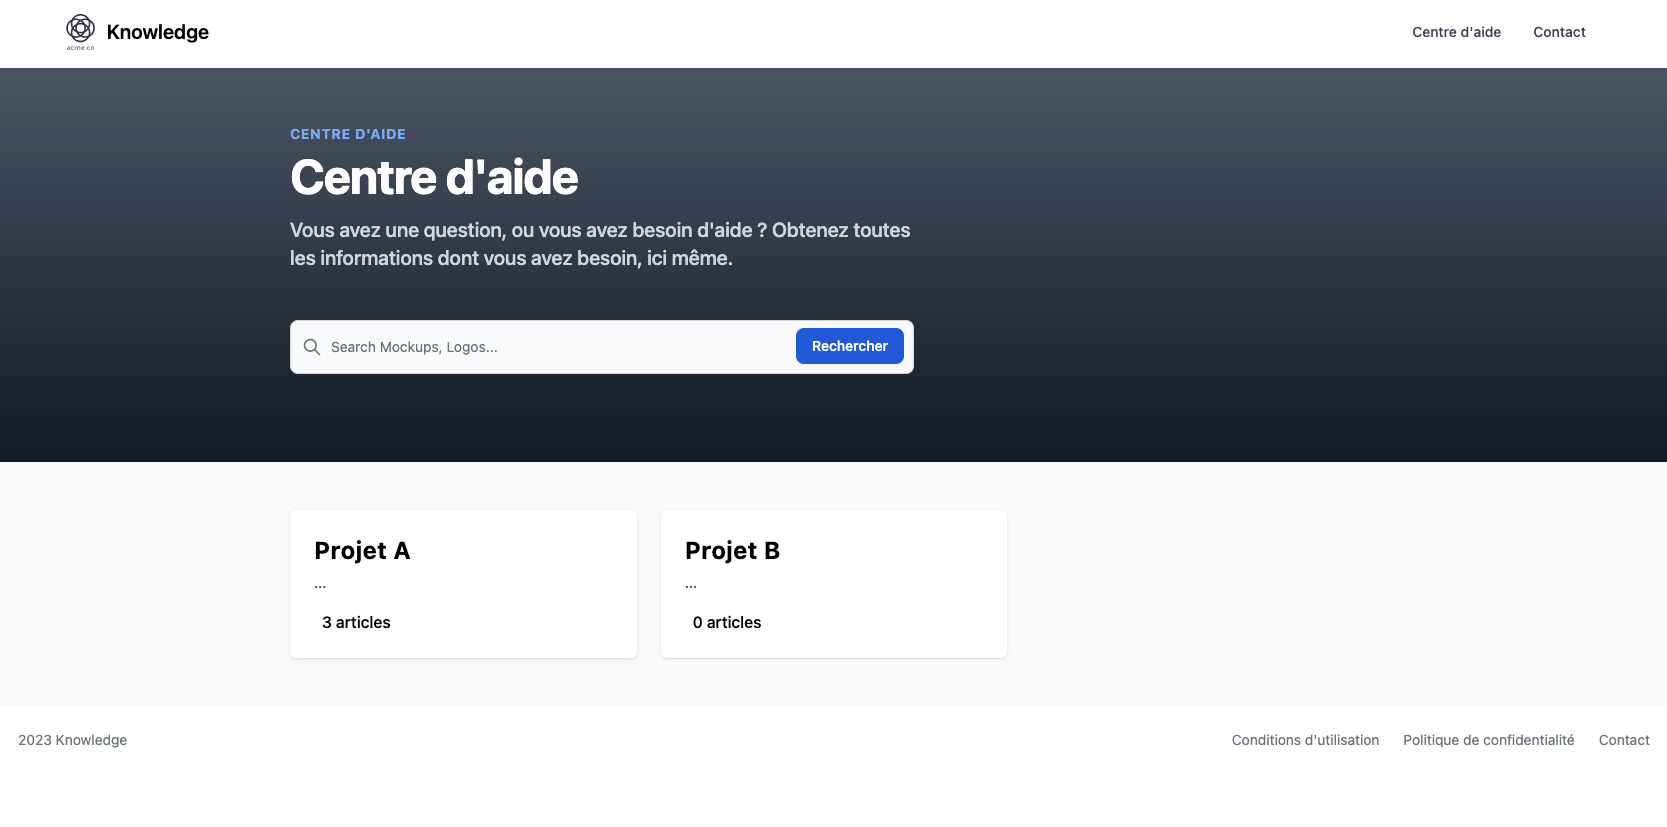 acme co
Knowledge
Centre d'aide
Contact
CENTRE D'AIDE
Centre d'aide
Vous avez une question, ou vous avez besoin d'aide ? Obtenez toutes
les informations dont vous avez besoin, ici même.
Search Mockups, Logos...
Rechercher
Projet A
...
3 articles
Projet B
...
0 articles
2023 Knowledge
Conditions d'utilisation
Politique de confidentialité
Contact